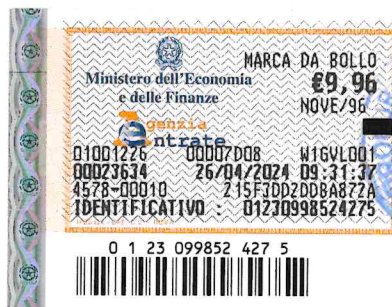 MARCA DA BOLLO
Ministero dell'Economia
e delle Finanze
€9,96
NOVE/96
Agenzia
Entrate
01001226 00007D08 W1GVL001
00023634 26/04/2024 09:31:37
4578-00010 215F3DD2DD8A872A
IDENTIFICATIVO : 01230998524275
0 1 23 099852 427 5